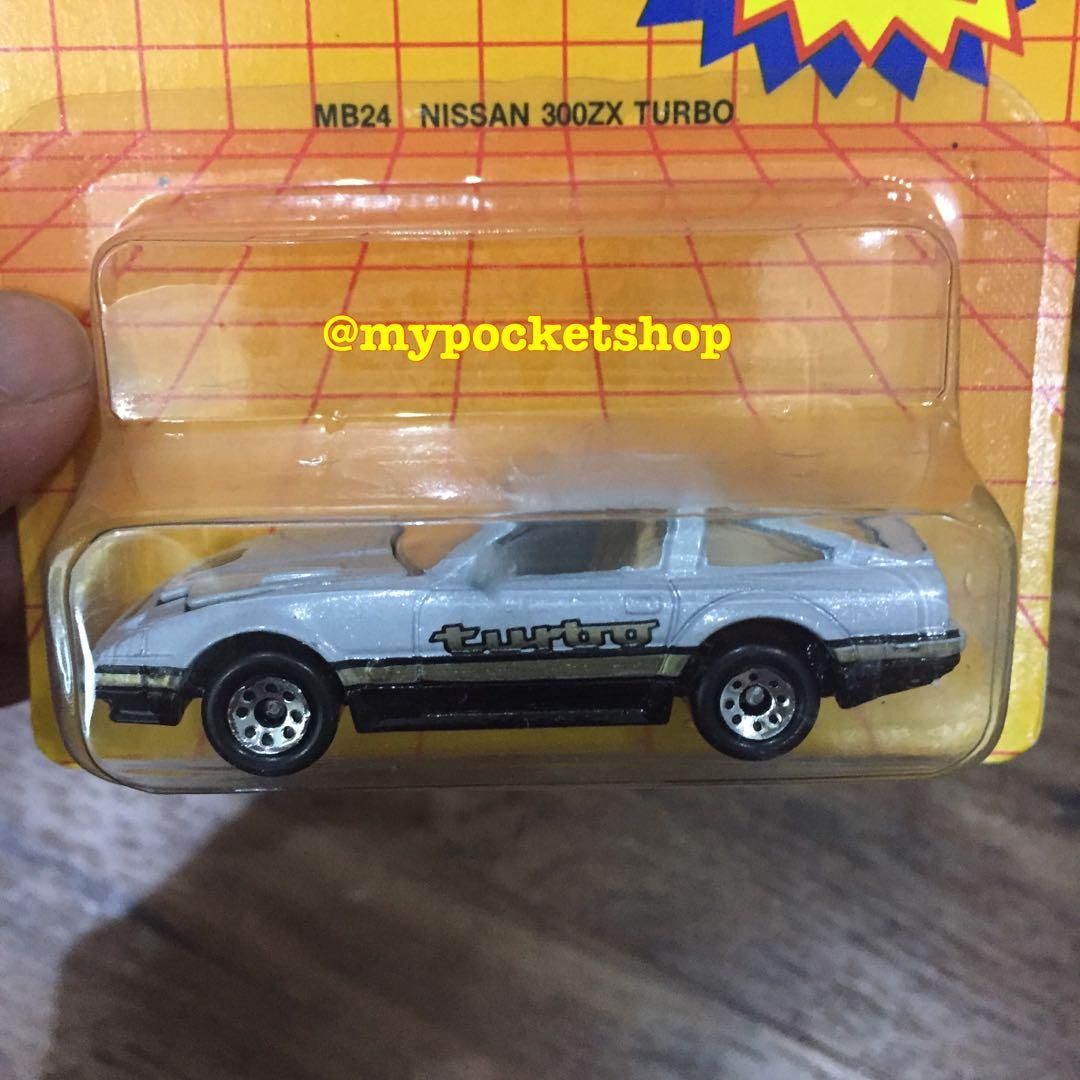 MB24 NISSAN 300ZX TURBO
@mypocketshop
turbo